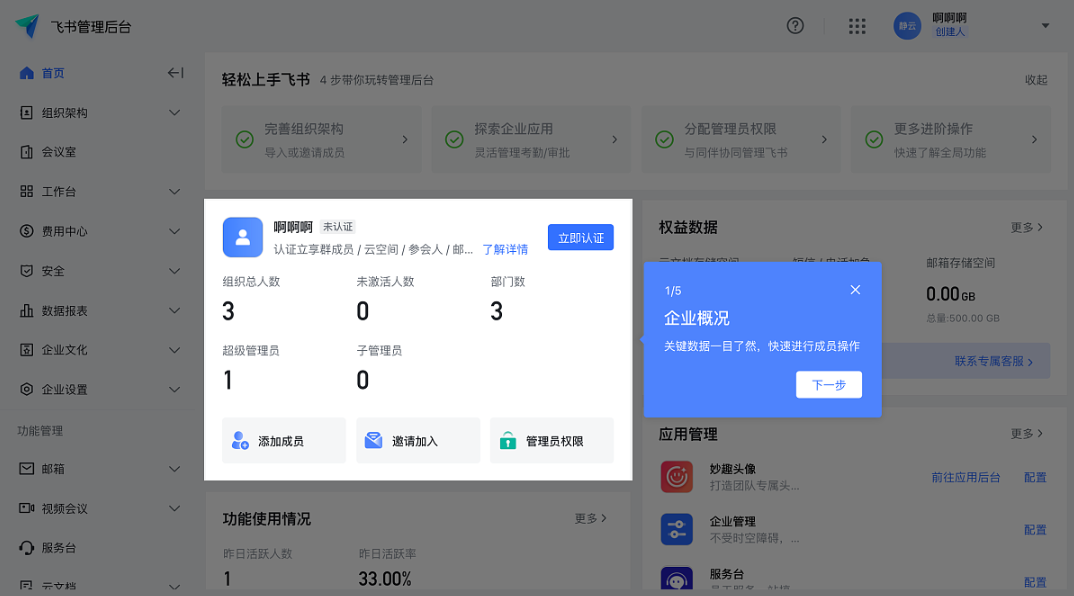 飞书管理后台
静云
啊啊啊
创建人
首页
组织架构
会议室
工作台
费用中心
安全
数据报表
企业文化
企业设置
功能管理
邮箱
视频会议
服务台
云文档
轻松上手飞书 4 步带你玩转管理后台
收起
完善组织架构
导入或邀请成员
探索企业应用
灵活管理考勤/审批
分配管理员权限
与同伴协同管理飞书
更多进阶操作
快速了解全局功能
啊啊啊 未认证
认证立享群成员 / 云空间 / 参会人 / 邮... 了解详情
立即认证
组织总人数
3
未激活人数
0
部门数
3
超级管理员
1
子管理员
0
添加成员
邀请加入
管理员权限
功能使用情况
更多
昨日活跃人数
1
昨日活跃率
33.00%
权益数据
更多
邮箱存储空间
0.00GB
总量:500.00 GB
联系专属客服
1/5
企业概况
关键数据一目了然，快速进行成员操作
下一步
应用管理
更多
妙趣头像
打造团队专属头...
前往应用后台
配置
企业管理
不受时空障碍，...
配置
服务台
配置